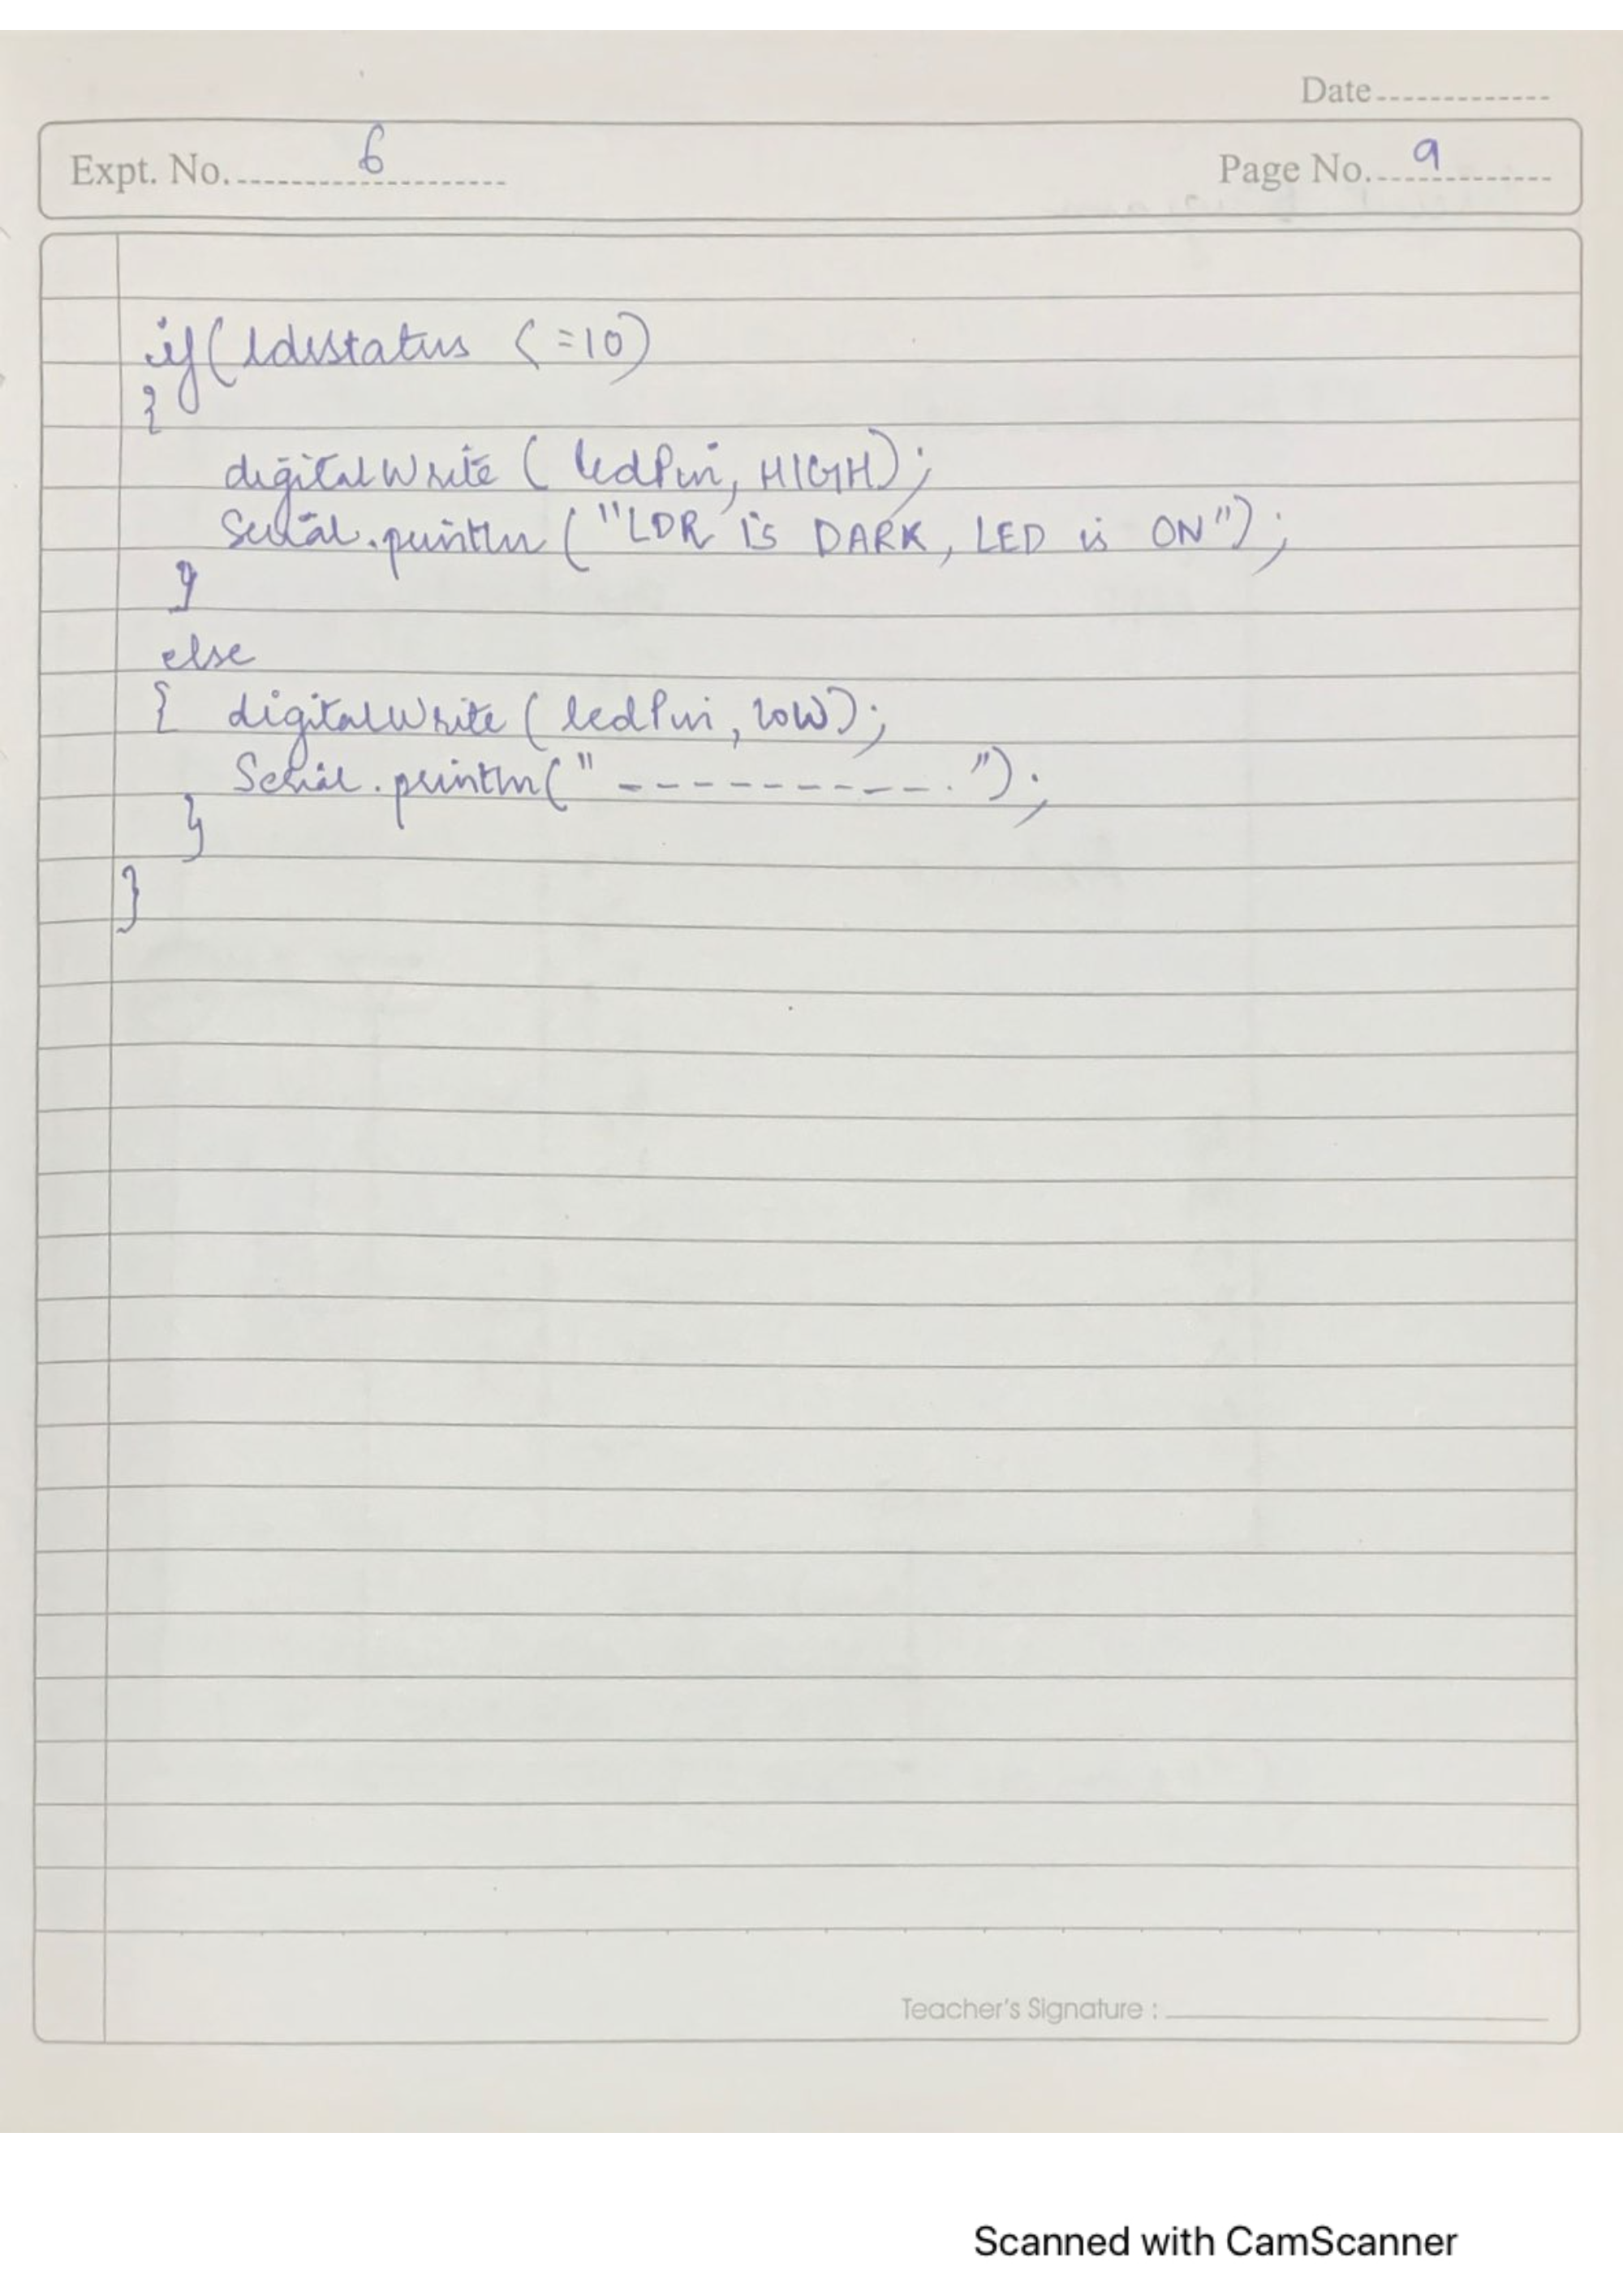 Date
Expt. No. 6
Page No. 9
if(ldrstatus <=10)
{
digitalWrite ( ledPin, HIGH);
Serial.println ("LDR is DARK, LED is ON");
}
else
{ digitalWrite ( ledPin, LOW);
Serial.println(" ---------- ");
}
}
Teacher's Signature :
Scanned with CamScanner